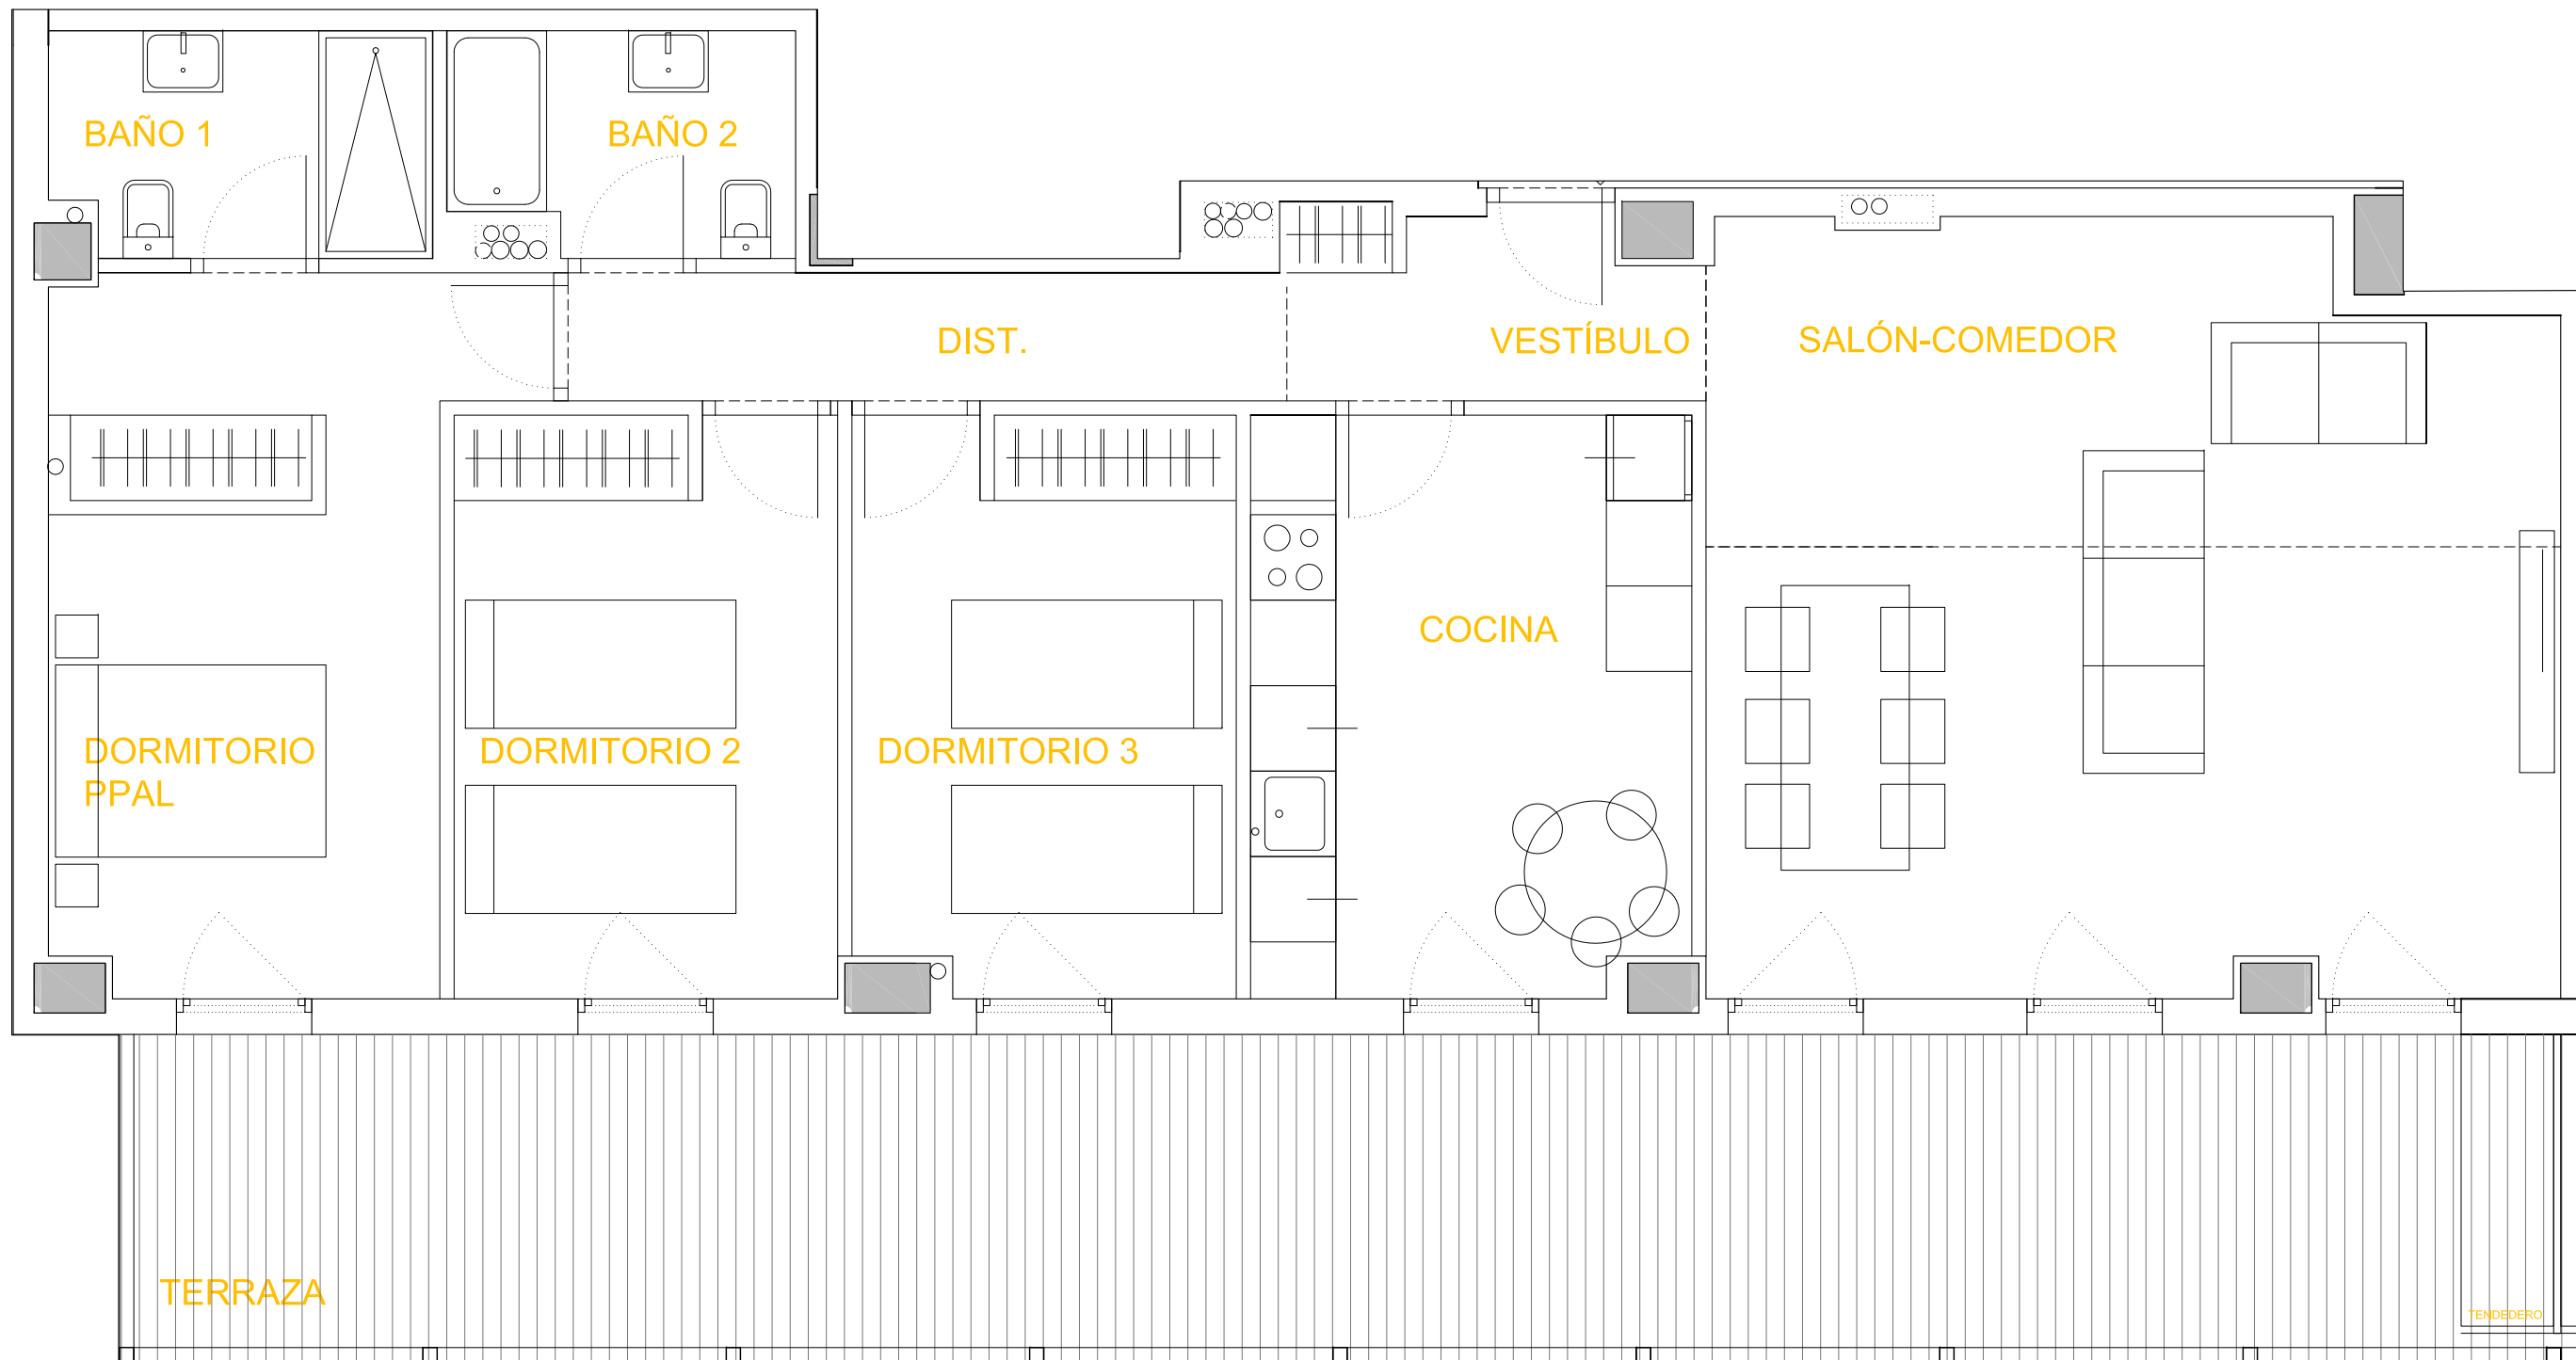 BAÑO 1
BAÑO 2
DIST.
VESTÍBULO
SALÓN-COMEDOR
COCINA
DORMITORIO
PPAL
DORMITORIO 2
DORMITORIO 3
TERRAZA
TENDEDERO